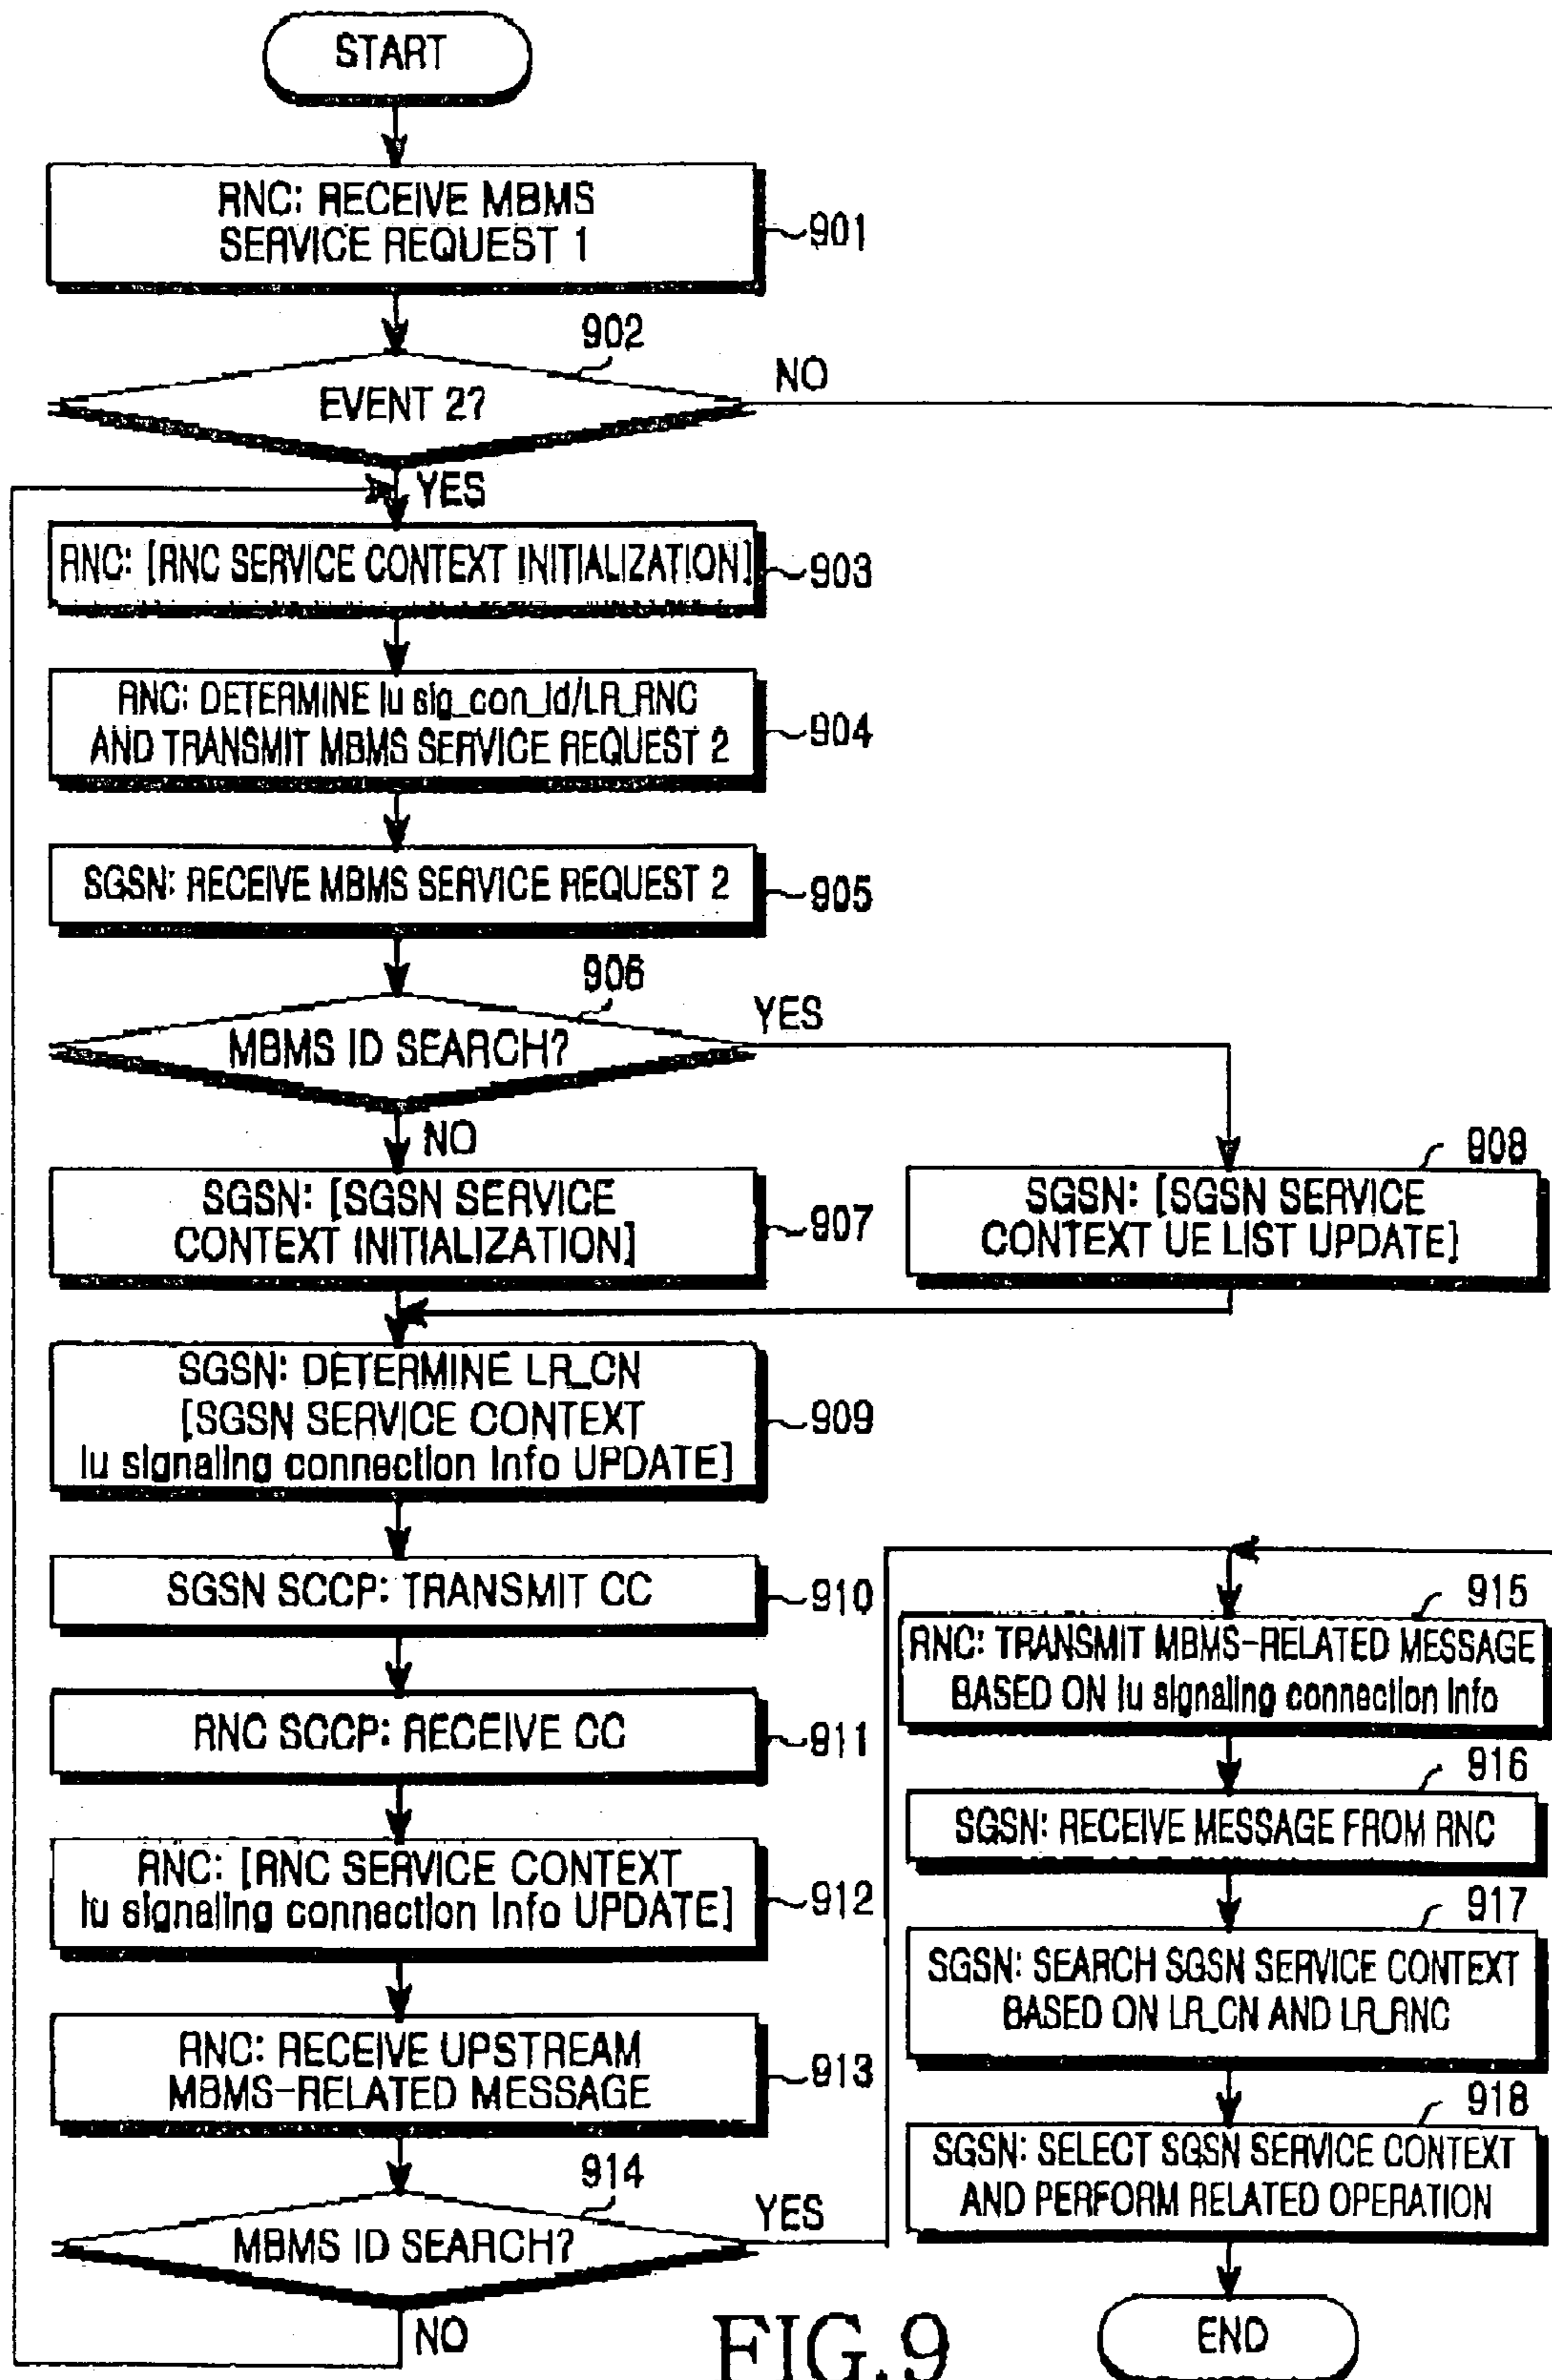 START
RNC: RECEIVE MBMS
SERVICE REQUEST 1
901
902
EVENT 2?
NO
YES
RNC: [RNC SERVICE CONTEXT INITIALIZATION]
903
RNC: DETERMINE Iu sig_con_Id/LR_RNC
AND TRANSMIT MBMS SERVICE REQUEST 2
904
SGSN: RECEIVE MBMS SERVICE REQUEST 2
905
906
MBMS ID SEARCH?
YES
NO
SGSN: [SGSN SERVICE
CONTEXT INITIALIZATION]
907
908
SGSN: [SGSN SERVICE
CONTEXT UE LIST UPDATE]
SGSN: DETERMINE LR_CN
[SGSN SERVICE CONTEXT
Iu signaling connection Info UPDATE]
909
SGSN SCCP: TRANSMIT CC
910
RNC SCCP: RECEIVE CC
911
RNC: [RNC SERVICE CONTEXT
Iu signaling connection Info UPDATE]
912
RNC: RECEIVE UPSTREAM
MBMS-RELATED MESSAGE
913
914
MBMS ID SEARCH?
YES
NO
915
RNC: TRANSMIT MBMS-RELATED MESSAGE
BASED ON Iu signaling connection Info
916
SGSN: RECEIVE MESSAGE FROM RNC
917
SGSN: SEARCH SGSN SERVICE CONTEXT
BASED ON LR_CN AND LR_RNC
918
SGSN: SELECT SGSN SERVICE CONTEXT
AND PERFORM RELATED OPERATION
END
FIG.9